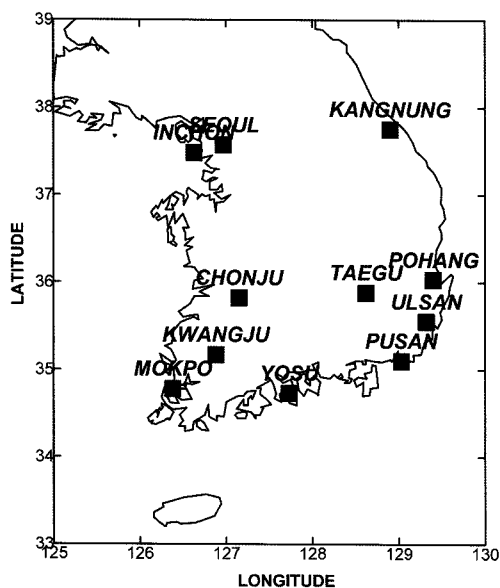 39
38
37
36
35
34
33
LATITUDE
KANGNUNG
SEOUL
INCHON
POHANG
TAEGU
CHONJU
ULSAN
KWANGJU
PUSAN
MOKPO
YOSU
125 126 127 128 129 130
LONGITUDE